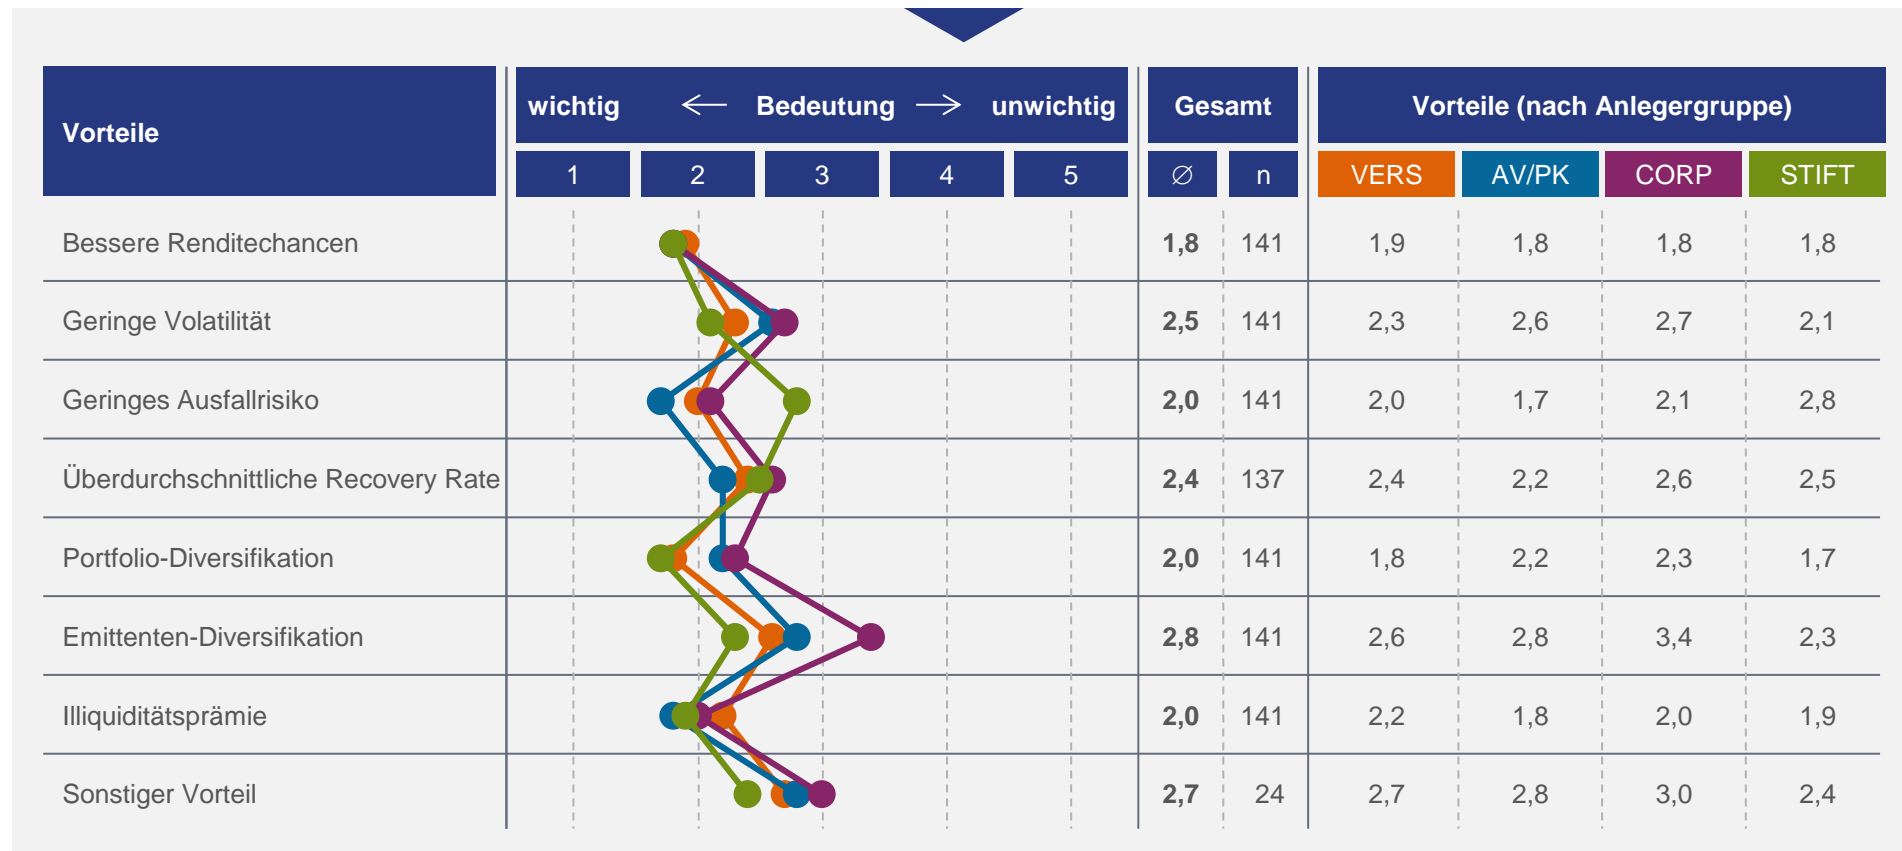 Vorteile
wichtig ← Bedeutung → unwichtig
Gesamt
Vorteile (nach Anlegergruppe)
1 2 3 4 5 ∅ n VERS AV/PK CORP STIFT
Bessere Renditechancen 1,8 141 1,9 1,8 1,8 1,8
Geringe Volatilität 2,5 141 2,3 2,6 2,7 2,1
Geringes Ausfallrisiko 2,0 141 2,0 1,7 2,1 2,8
Überdurchschnittliche Recovery Rate 2,4 137 2,4 2,2 2,6 2,5
Portfolio-Diversifikation 2,0 141 1,8 2,2 2,3 1,7
Emittenten-Diversifikation 2,8 141 2,6 2,8 3,4 2,3
Illiquiditätsprämie 2,0 141 2,2 1,8 2,0 1,9
Sonstiger Vorteil 2,7 24 2,7 2,8 3,0 2,4